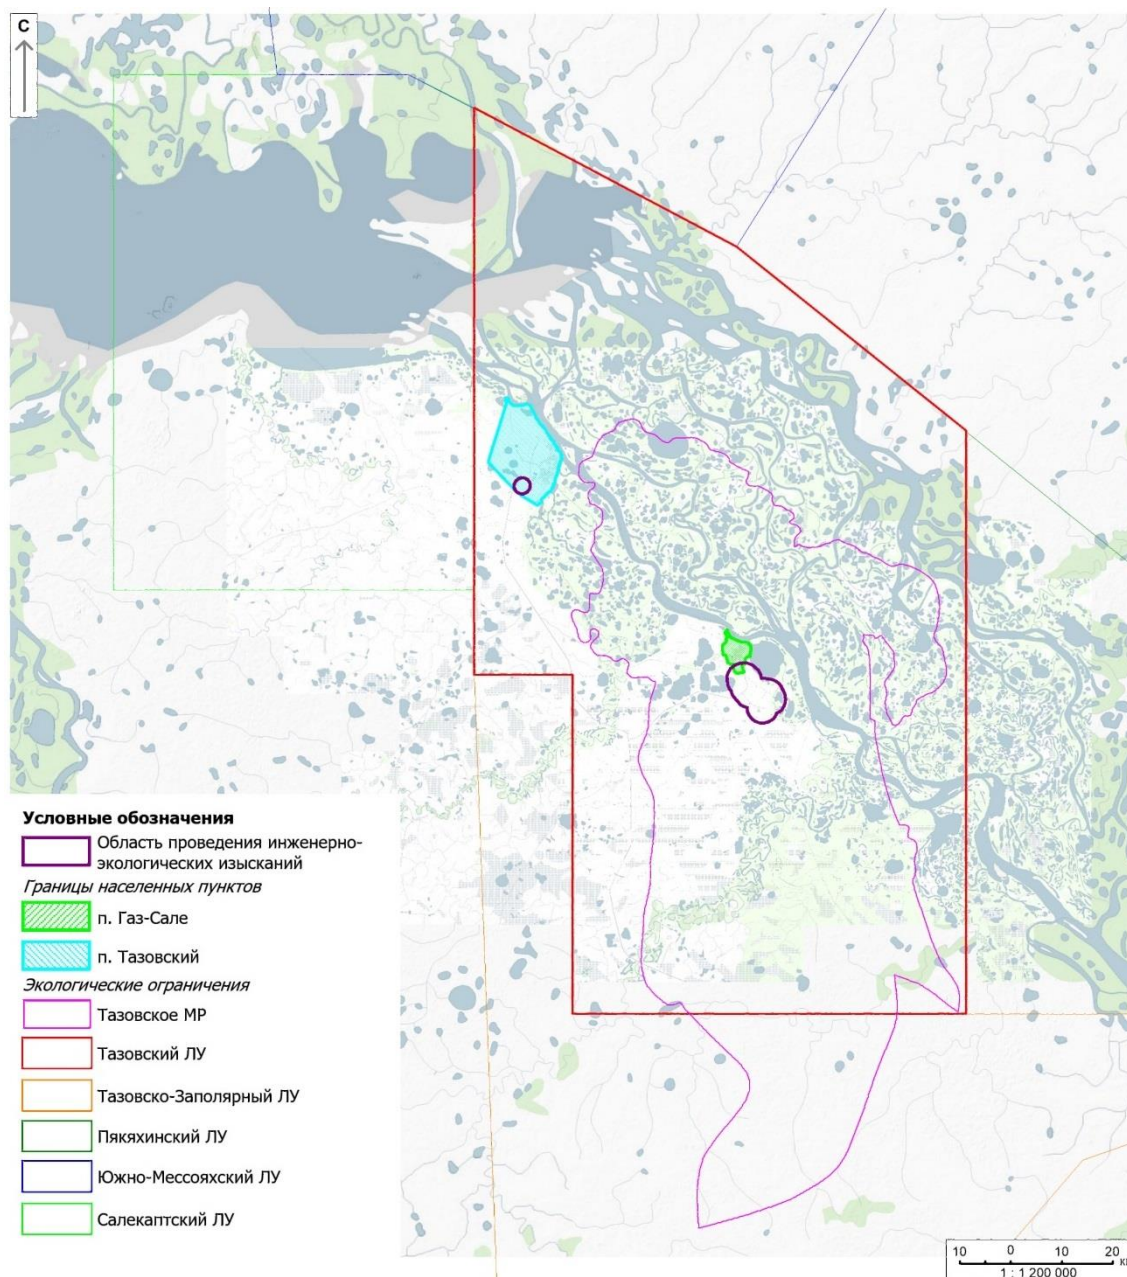 С
Условные обозначения
Область проведения инженерно-
экологических изысканий
Границы населенных пунктов
п. Газ-Сале
п. Тазовский
Экологические ограничения
Тазовское МР
Тазовский ЛУ
Тазовско-Заполярный ЛУ
Пякяхинский ЛУ
Южно-Мессояхский ЛУ
Салекаптский ЛУ
10 0 10 20
1 : 1 200 000